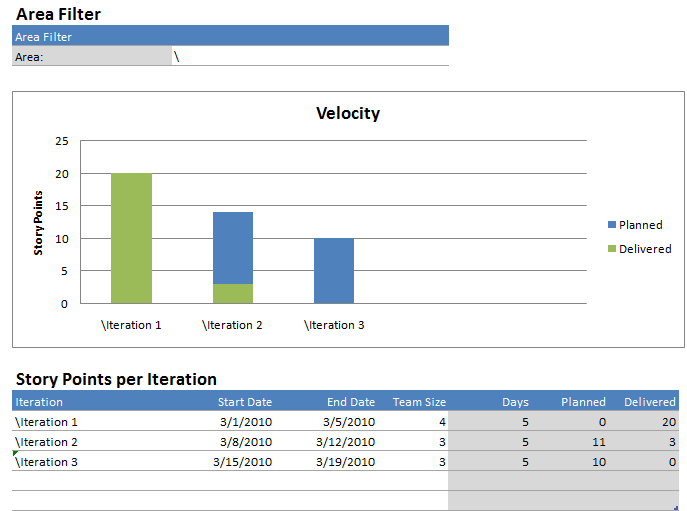 Area Filter
Area Filter
Area: \
Velocity
25
20
15
10
5
0
Story Points
\Iteration 1 \Iteration 2 \Iteration 3
Planned
Delivered
Story Points per Iteration
Iteration Start Date End Date Team Size Days Planned Delivered
\Iteration 1 3/1/2010 3/5/2010 4 5 0 20
\Iteration 2 3/8/2010 3/12/2010 3 5 11 3
\Iteration 3 3/15/2010 3/19/2010 3 5 10 0